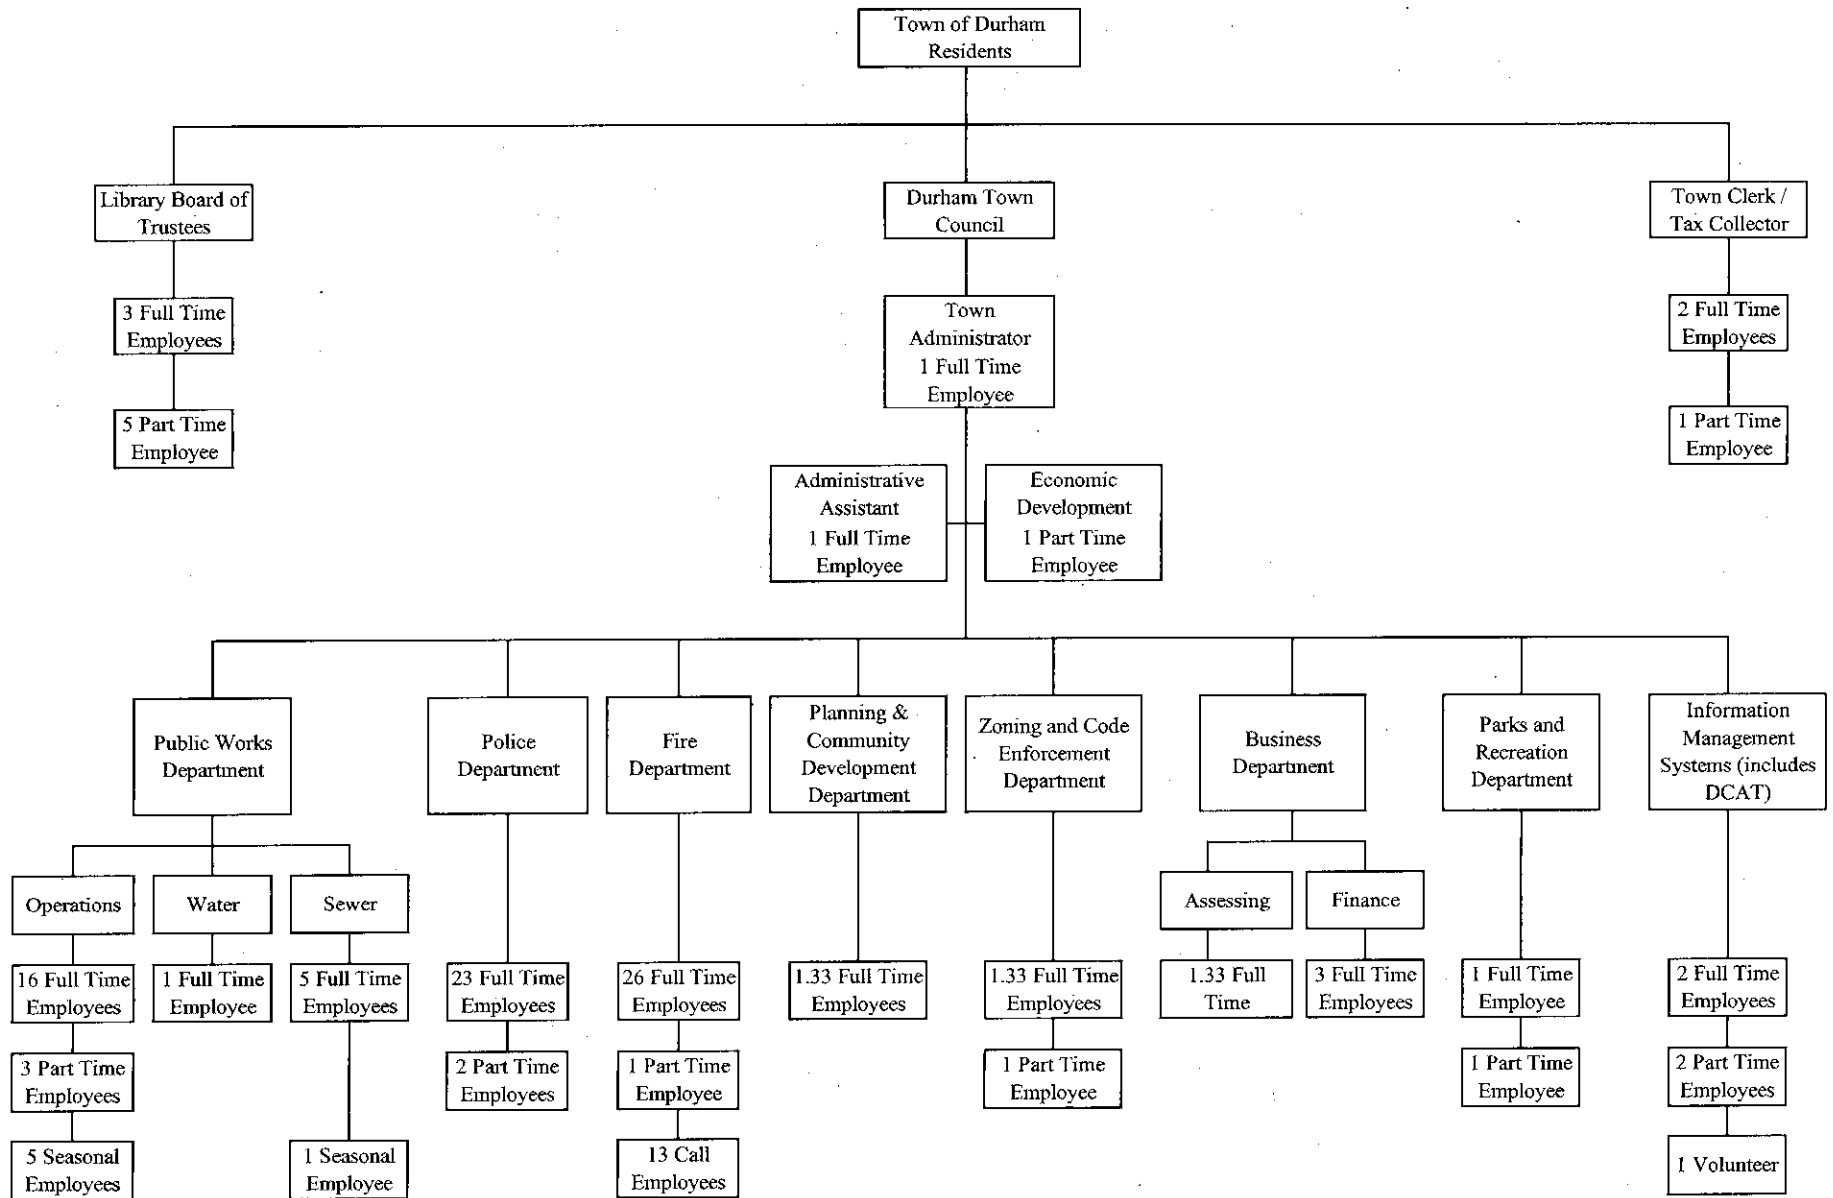 Town of Durham
Residents
Library Board of
Trustees
3 Full Time
Employees
5 Part Time
Employee
Durham Town
Council
Town
Administrator
1 Full Time
Employee
Town Clerk /
Tax Collector
2 Full Time
Employees
1 Part Time
Employee
Administrative
Assistant
1 Full Time
Employee
Economic
Development
1 Part Time
Employee
Public Works
Department
Operations
16 Full Time
Employees
3 Part Time
Employees
5 Seasonal
Employees
Water
1 Full Time
Employee
Sewer
5 Full Time
Employees
1 Seasonal
Employee
Police
Department
23 Full Time
Employees
2 Part Time
Employees
Fire
Department
26 Full Time
Employees
1 Part Time
Employee
13 Call
Employees
Planning &
Community
Development
Department
1.33 Full Time
Employees
Zoning and Code
Enforcement
Department
1.33 Full Time
Employees
1 Part Time
Employee
Business
Department
Assessing
1.33 Full
Time
Finance
3 Full Time
Employees
Parks and
Recreation
Department
1 Full Time
Employee
1 Part Time
Employee
Information
Management
Systems (includes
DCAT)
2 Full Time
Employees
2 Part Time
Employees
1 Volunteer